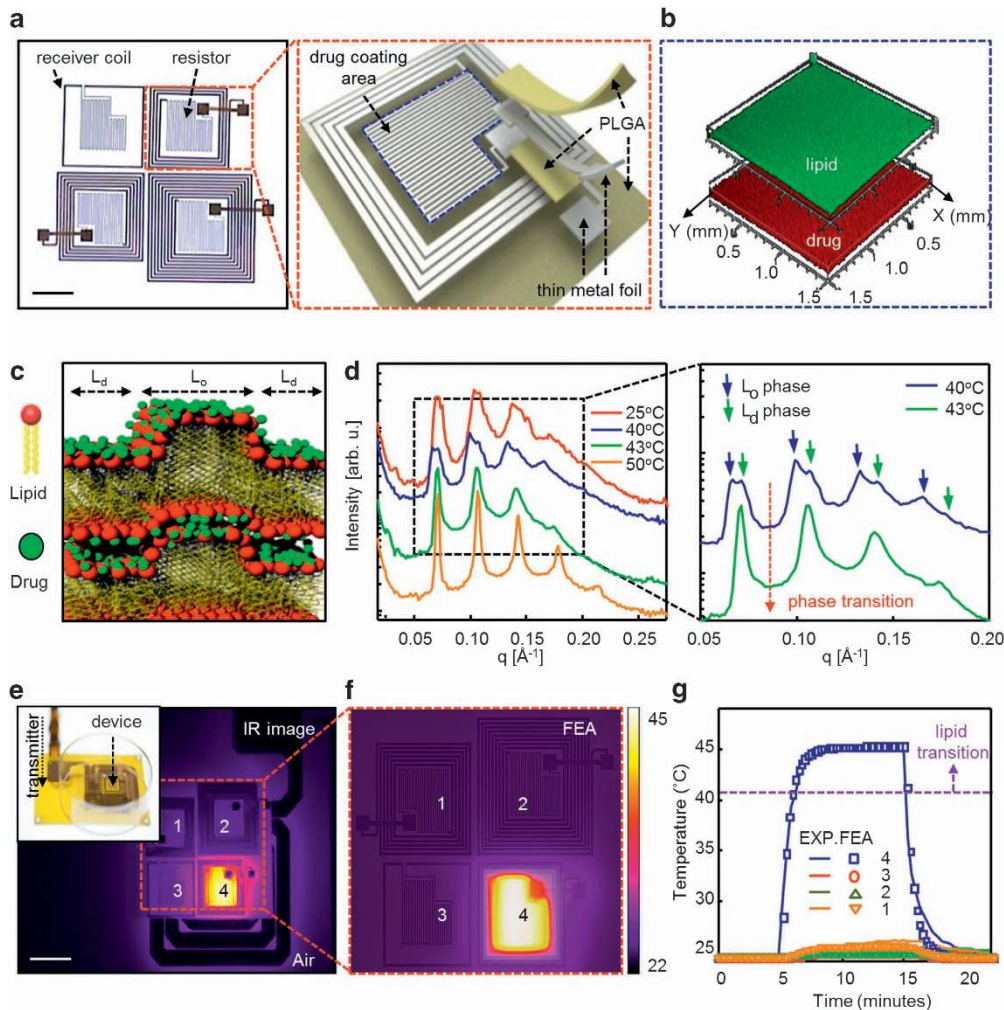 a
receiver coil
resistor
drug coating
area
PLGA
thin metal foil
b
lipid
drug
Y (mm)
X (mm)
0.5
0.5
1.0
1.0
1.5
1.5
c
Ld
Lo
Ld
Lipid
Drug
d
Intensity [arb. u.]
25°C
40°C
43°C
50°C
0.05
0.10
0.15
0.20
0.25
q [Å-1]
Lo phase
Ld phase
40°C
43°C
phase transition
0.05
0.10
0.15
0.20
q [Å-1]
e
transmitter
device
IR image
1
2
3
4
Air
f
FEA
1
2
3
4
45
22
g
Temperature (°C)
45
40
35
30
25
lipid
transition
EXP.FEA
4
3
2
1
0
5
10
15
20
Time (minutes)